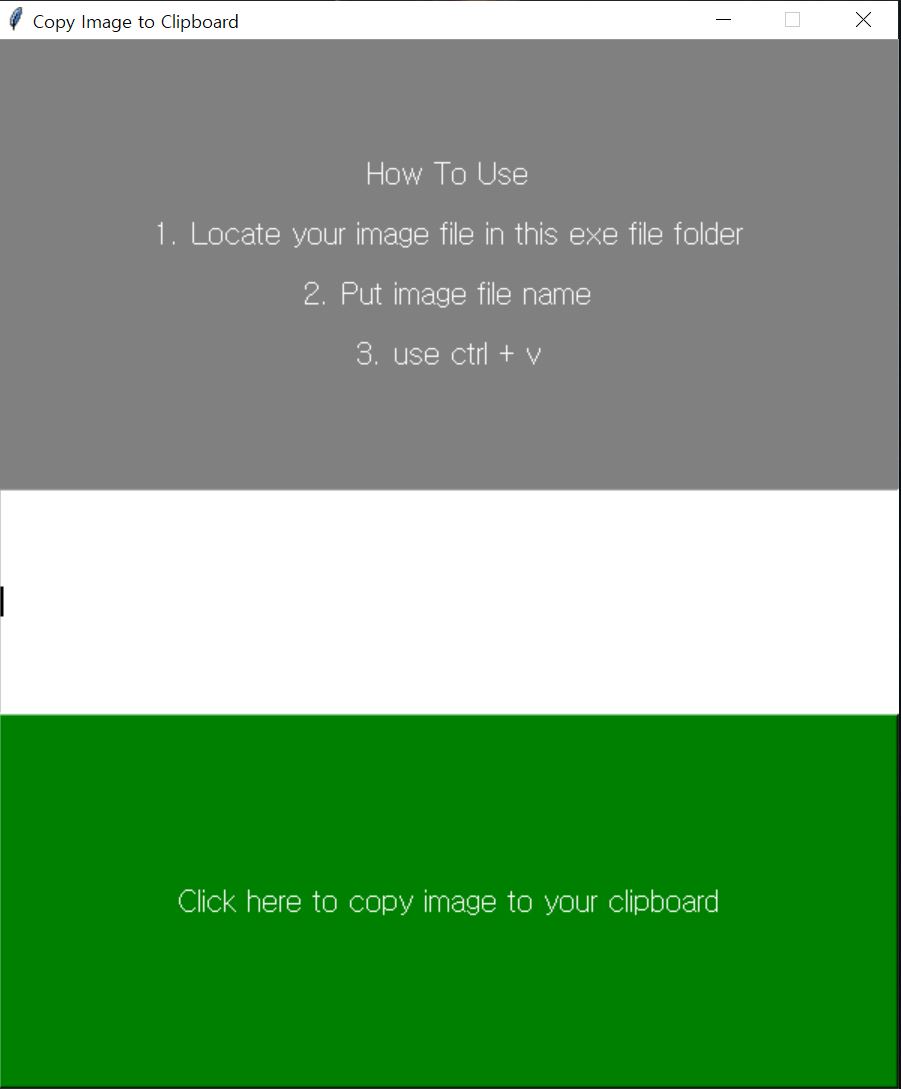 Copy Image to Clipboard
How To Use
1. Locate your image file in this exe file folder
2. Put image file name
3. use ctrl + v
Click here to copy image to your clipboard